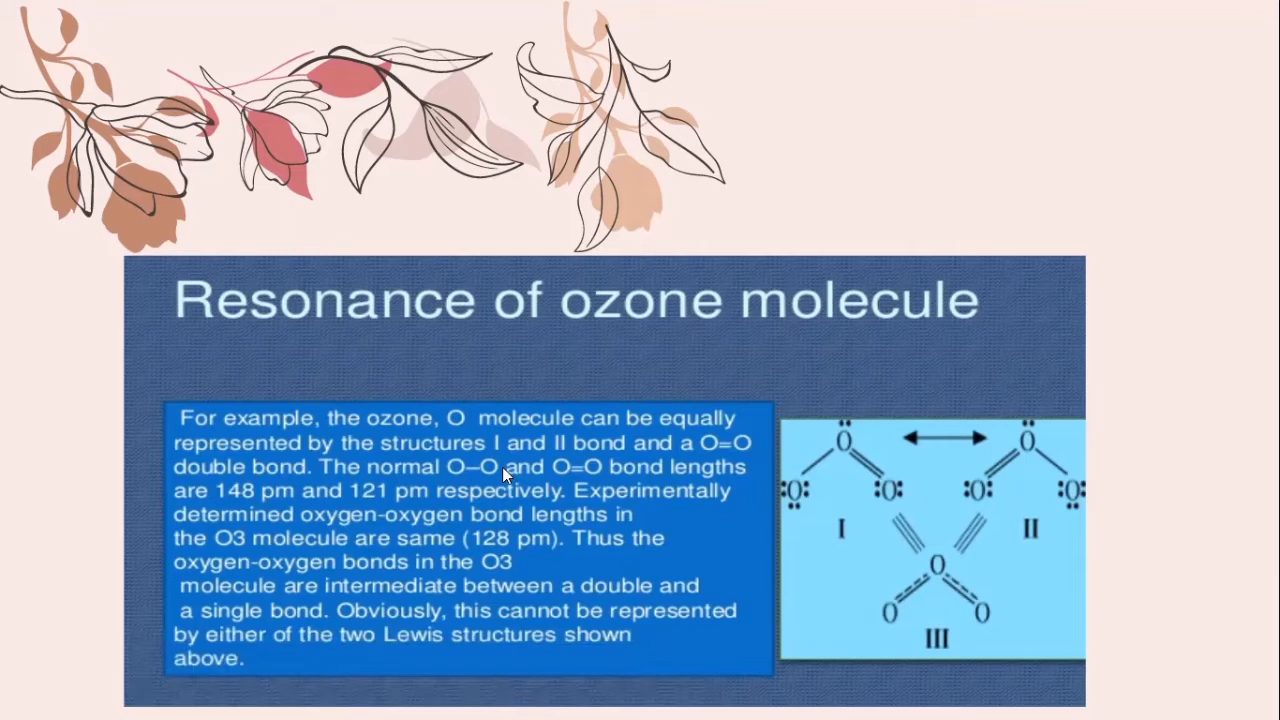 Resonance of ozone molecule
For example, the ozone, O molecule can be equally
represented by the structures I and II bond and a O=O
double bond. The normal O–O and O=O bond lengths
are 148 pm and 121 pm respectively. Experimentally
determined oxygen-oxygen bond lengths in
the O3 molecule are same (128 pm). Thus the
oxygen-oxygen bonds in the O3
molecule are intermediate between a double and
a single bond. Obviously, this cannot be represented
by either of the two Lewis structures shown
above.
O O
:O: O: O: :O:
I II
O
O O
III